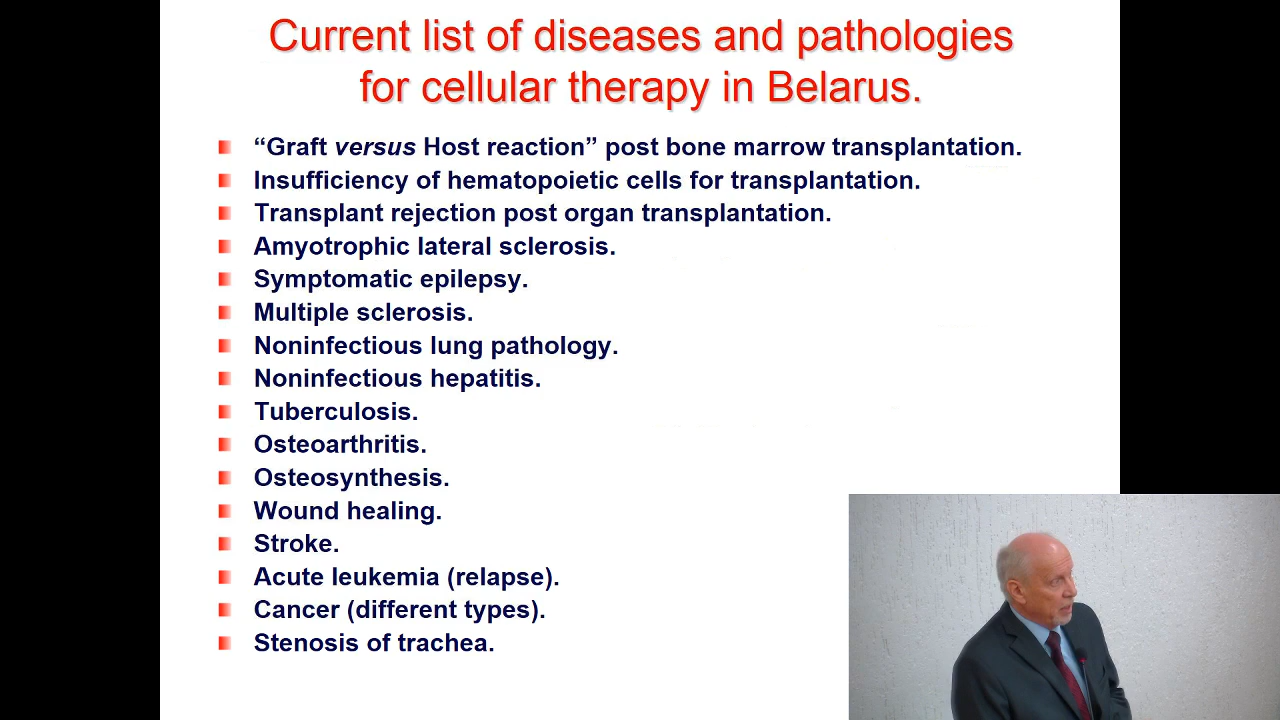 Current list of diseases and pathologies
for cellular therapy in Belarus.
“Graft versus Host reaction” post bone marrow transplantation.
Insufficiency of hematopoietic cells for transplantation.
Transplant rejection post organ transplantation.
Amyotrophic lateral sclerosis.
Symptomatic epilepsy.
Multiple sclerosis.
Noninfectious lung pathology.
Noninfectious hepatitis.
Tuberculosis.
Osteoarthritis.
Osteosynthesis.
Wound healing.
Stroke.
Acute leukemia (relapse).
Cancer (different types).
Stenosis of trachea.